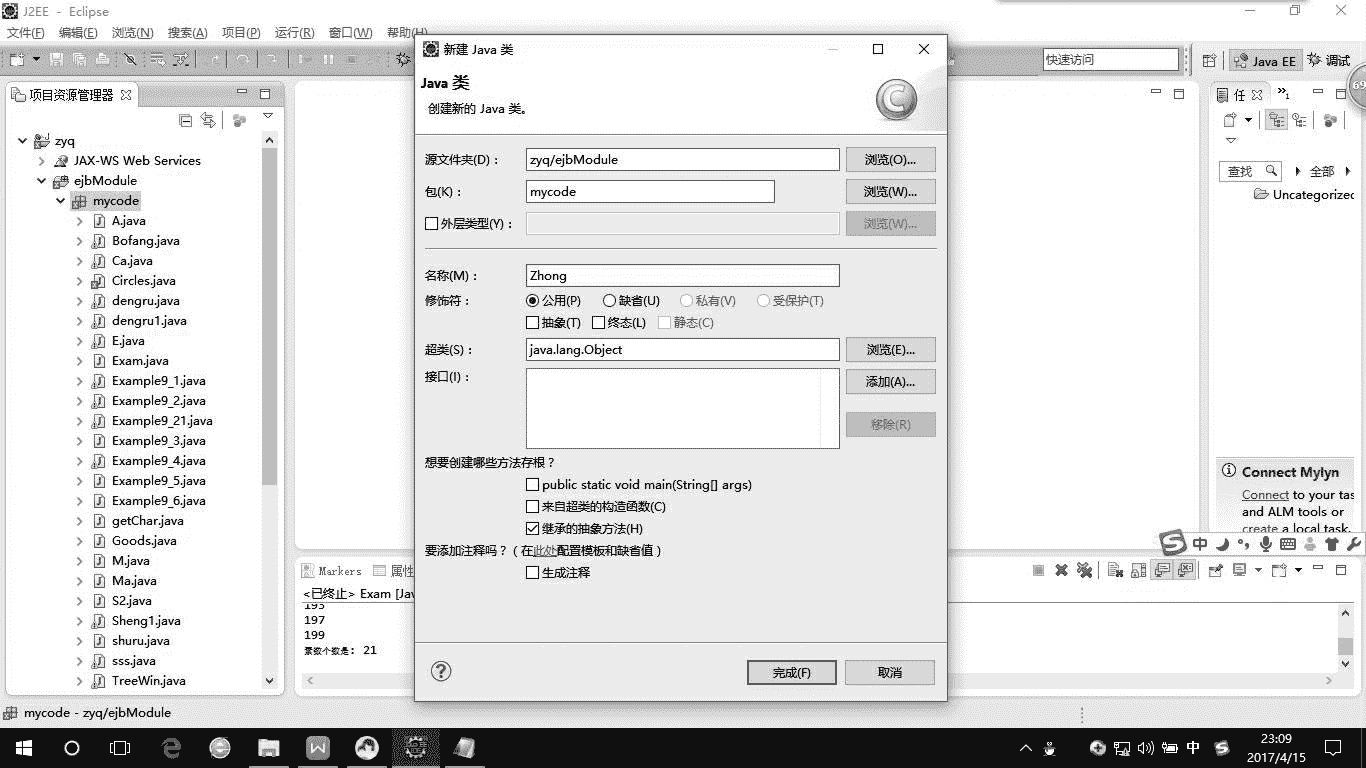 J2EE - Eclipse
文件(F) 编辑(E) 浏览(N) 搜索(A) 项目(P) 运行(R) 窗口(W) 帮助(H)
快速访问
Java EE
调试
69
项目资源管理器
zyq
JAX-WS Web Services
ejbModule
mycode
A.java
Bofang.java
Ca.java
Circles.java
dengru.java
dengru1.java
E.java
Exam.java
Example9_1.java
Example9_2.java
Example9_21.java
Example9_3.java
Example9_4.java
Example9_5.java
Example9_6.java
getChar.java
Goods.java
M.java
Ma.java
S2.java
Sheng1.java
shuru.java
sss.java
TreeWin.java
新建 Java 类
Java 类
创建新的 Java 类。
源文件夹(D)： zyq/ejbModule 浏览(O)...
包(K)： mycode 浏览(W)...
外层类型(Y)： 浏览(W)...
名称(M)： Zhong
修饰符： 公用(P) 缺省(U) 私有(V) 受保护(T)
抽象(T) 终态(L) 静态(C)
超类(S)： java.lang.Object 浏览(E)...
接口(I)： 添加(A)...
移除(R)
想要创建哪些方法存根？
public static void main(String[] args)
来自超类的构造函数(C)
继承的抽象方法(H)
要添加注释吗？（在此处配置模板和缺省值）
生成注释
完成(F) 取消
任
查找 全部
Uncategorized
Connect Mylyn
Connect to your tas
and ALM tools or
create a local task.
中
Markers 属性
<已终止> Exam [Jav
193
197
199
素数个数是: 21
mycode - zyq/ejbModule
中
23:09
2017/4/15